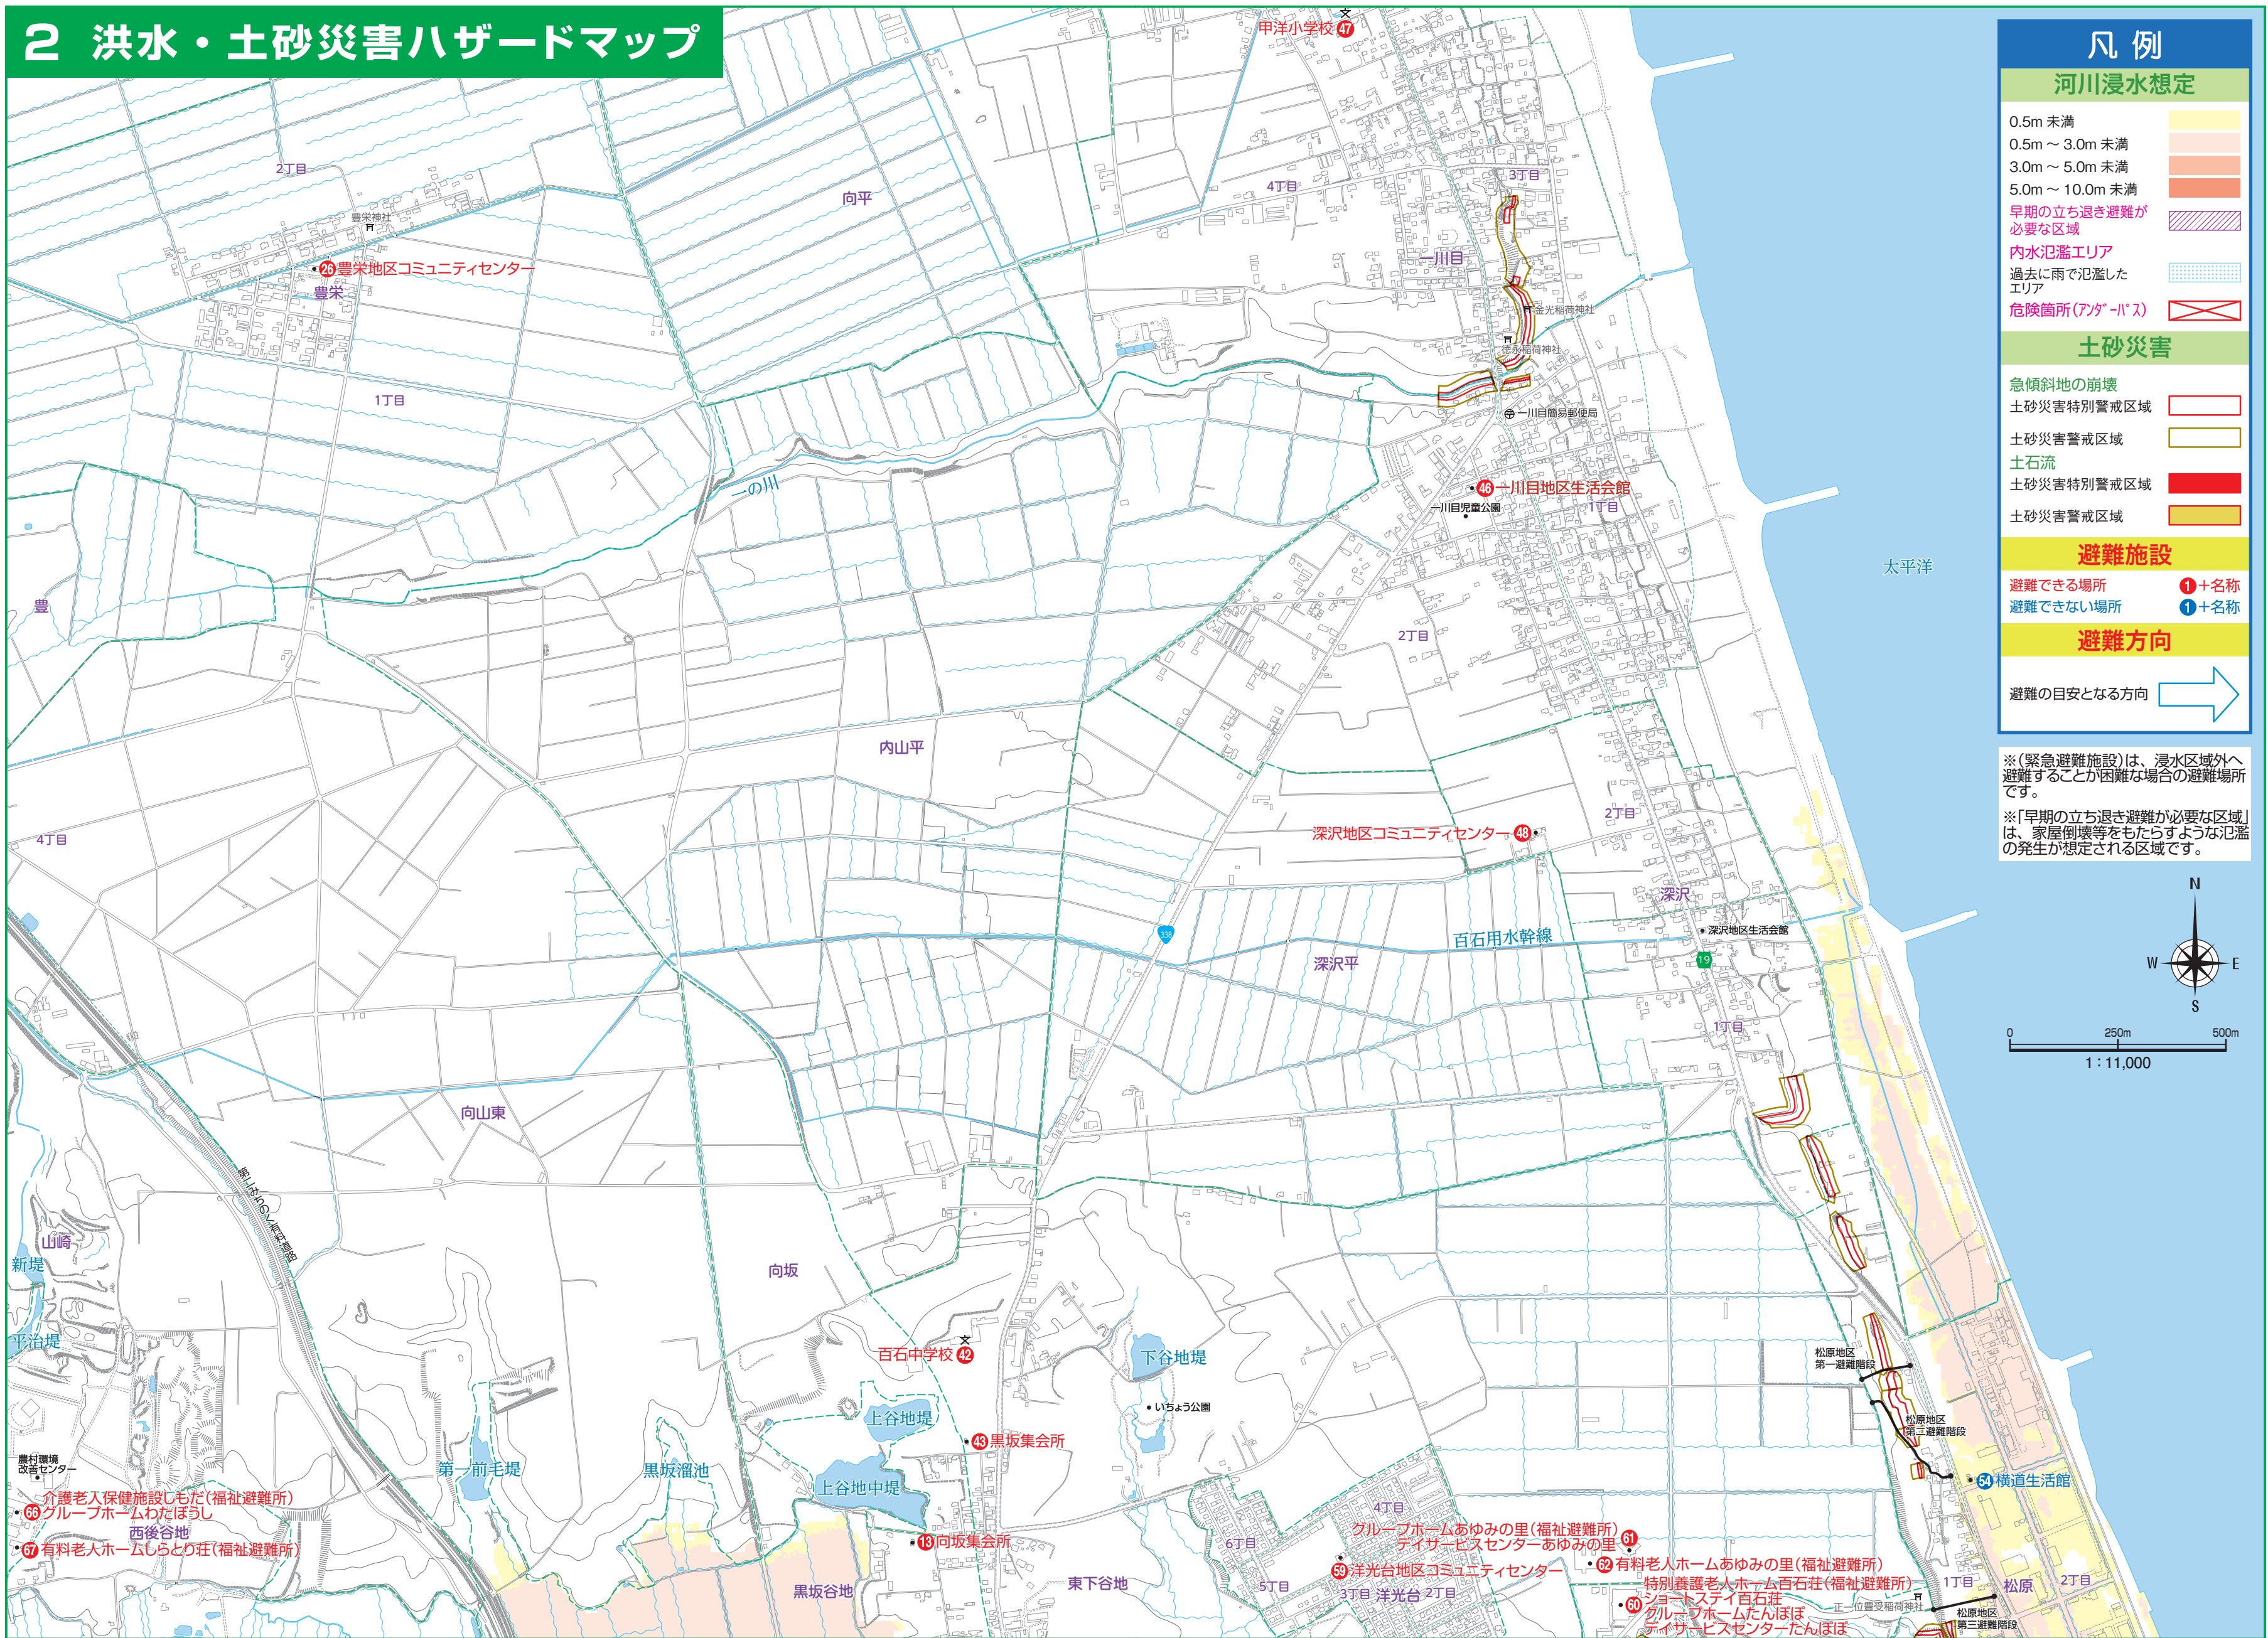 2 洪水・土砂災害ハザードマップ
甲洋小学校 47
2丁目
豊栄神社
26 豊栄地区コミュニティセンター
豊栄
1丁目
向平
4丁目
3丁目
一川目
金光稲荷神社
徳永稲荷神社
一川目簡易郵便局
一の川
46 一川目地区生活会館
一川目児童公園
1丁目
太平洋
豊
2丁目
内山平
4丁目
深沢地区コミュニティセンター 48
2丁目
深沢
深沢地区生活会館
338
百石用水幹線
深沢平
19
1丁目
向山東
第二みちのく有料道路
山崎
新堤
平治堤
向坂
百石中学校 42
下谷地堤
いちょう公園
上谷地堤
43 黒坂集会所
農村環境
改善センター
第一前毛堤
黒坂溜池
上谷地中堤
松原地区
第一避難階段
松原地区
第二避難階段
54 横道生活館
介護老人保健施設しもだ(福祉避難所)
66 グループホームわたぼうし
西後谷地
67 有料老人ホームしらとり荘(福祉避難所)
13 向坂集会所
黒坂谷地
東下谷地
4丁目
6丁目
5丁目
グループホームあゆみの里(福祉避難所)
デイサービスセンターあゆみの里 61
59 洋光台地区コミュニティセンター
62 有料老人ホームあゆみの里(福祉避難所)
3丁目 洋光台 2丁目
特別養護老人ホーム百石荘(福祉避難所)
60 ショートステイ百石荘
グループホームたんぽぽ
デイサービスセンターたんぽぽ
正一位豊受稲荷神社
1丁目
松原
2丁目
松原地区
第三避難階段
凡 例
河川浸水想定
0.5m 未満
0.5m ～ 3.0m 未満
3.0m ～ 5.0m 未満
5.0m ～ 10.0m 未満
早期の立ち退き避難が
必要な区域
内水氾濫エリア
過去に雨で氾濫した
エリア
危険箇所(ｱﾝﾀﾞｰﾊﾟｽ)
土砂災害
急傾斜地の崩壊
土砂災害特別警戒区域
土砂災害警戒区域
土石流
土砂災害特別警戒区域
土砂災害警戒区域
避難施設
避難できる場所 1+名称
避難できない場所 1+名称
避難方向
避難の目安となる方向
※(緊急避難施設)は、浸水区域外へ
避難することが困難な場合の避難場所
です。
※「早期の立ち退き避難が必要な区域」
は、家屋倒壊等をもたらすような氾濫
の発生が想定される区域です。
N
W E
S
0 250m 500m
1：11,000